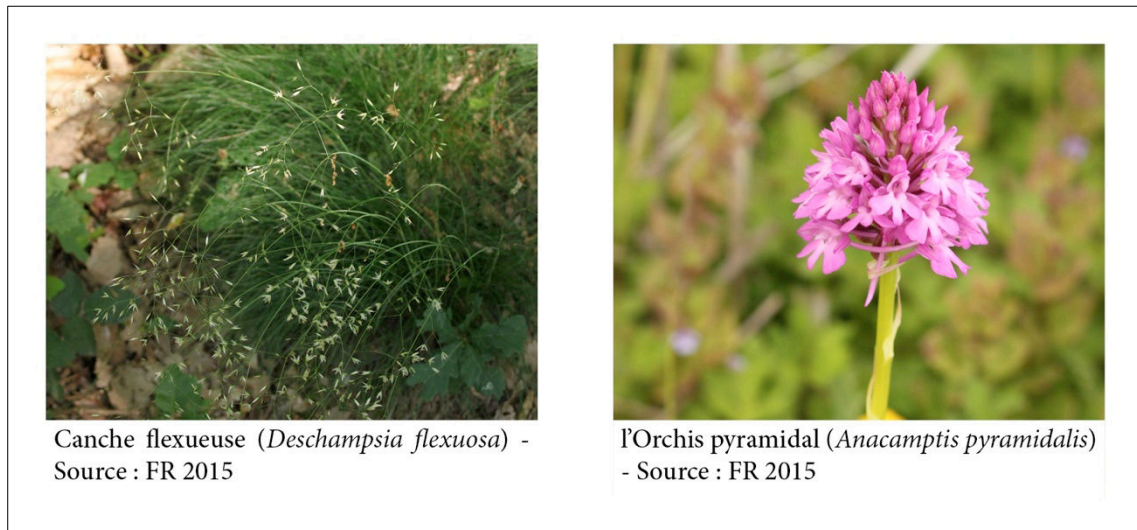 Canche flexueuse (Deschampsia flexuosa) -
Source : FR 2015
l'Orchis pyramidal (Anacamptis pyramidalis)
- Source : FR 2015